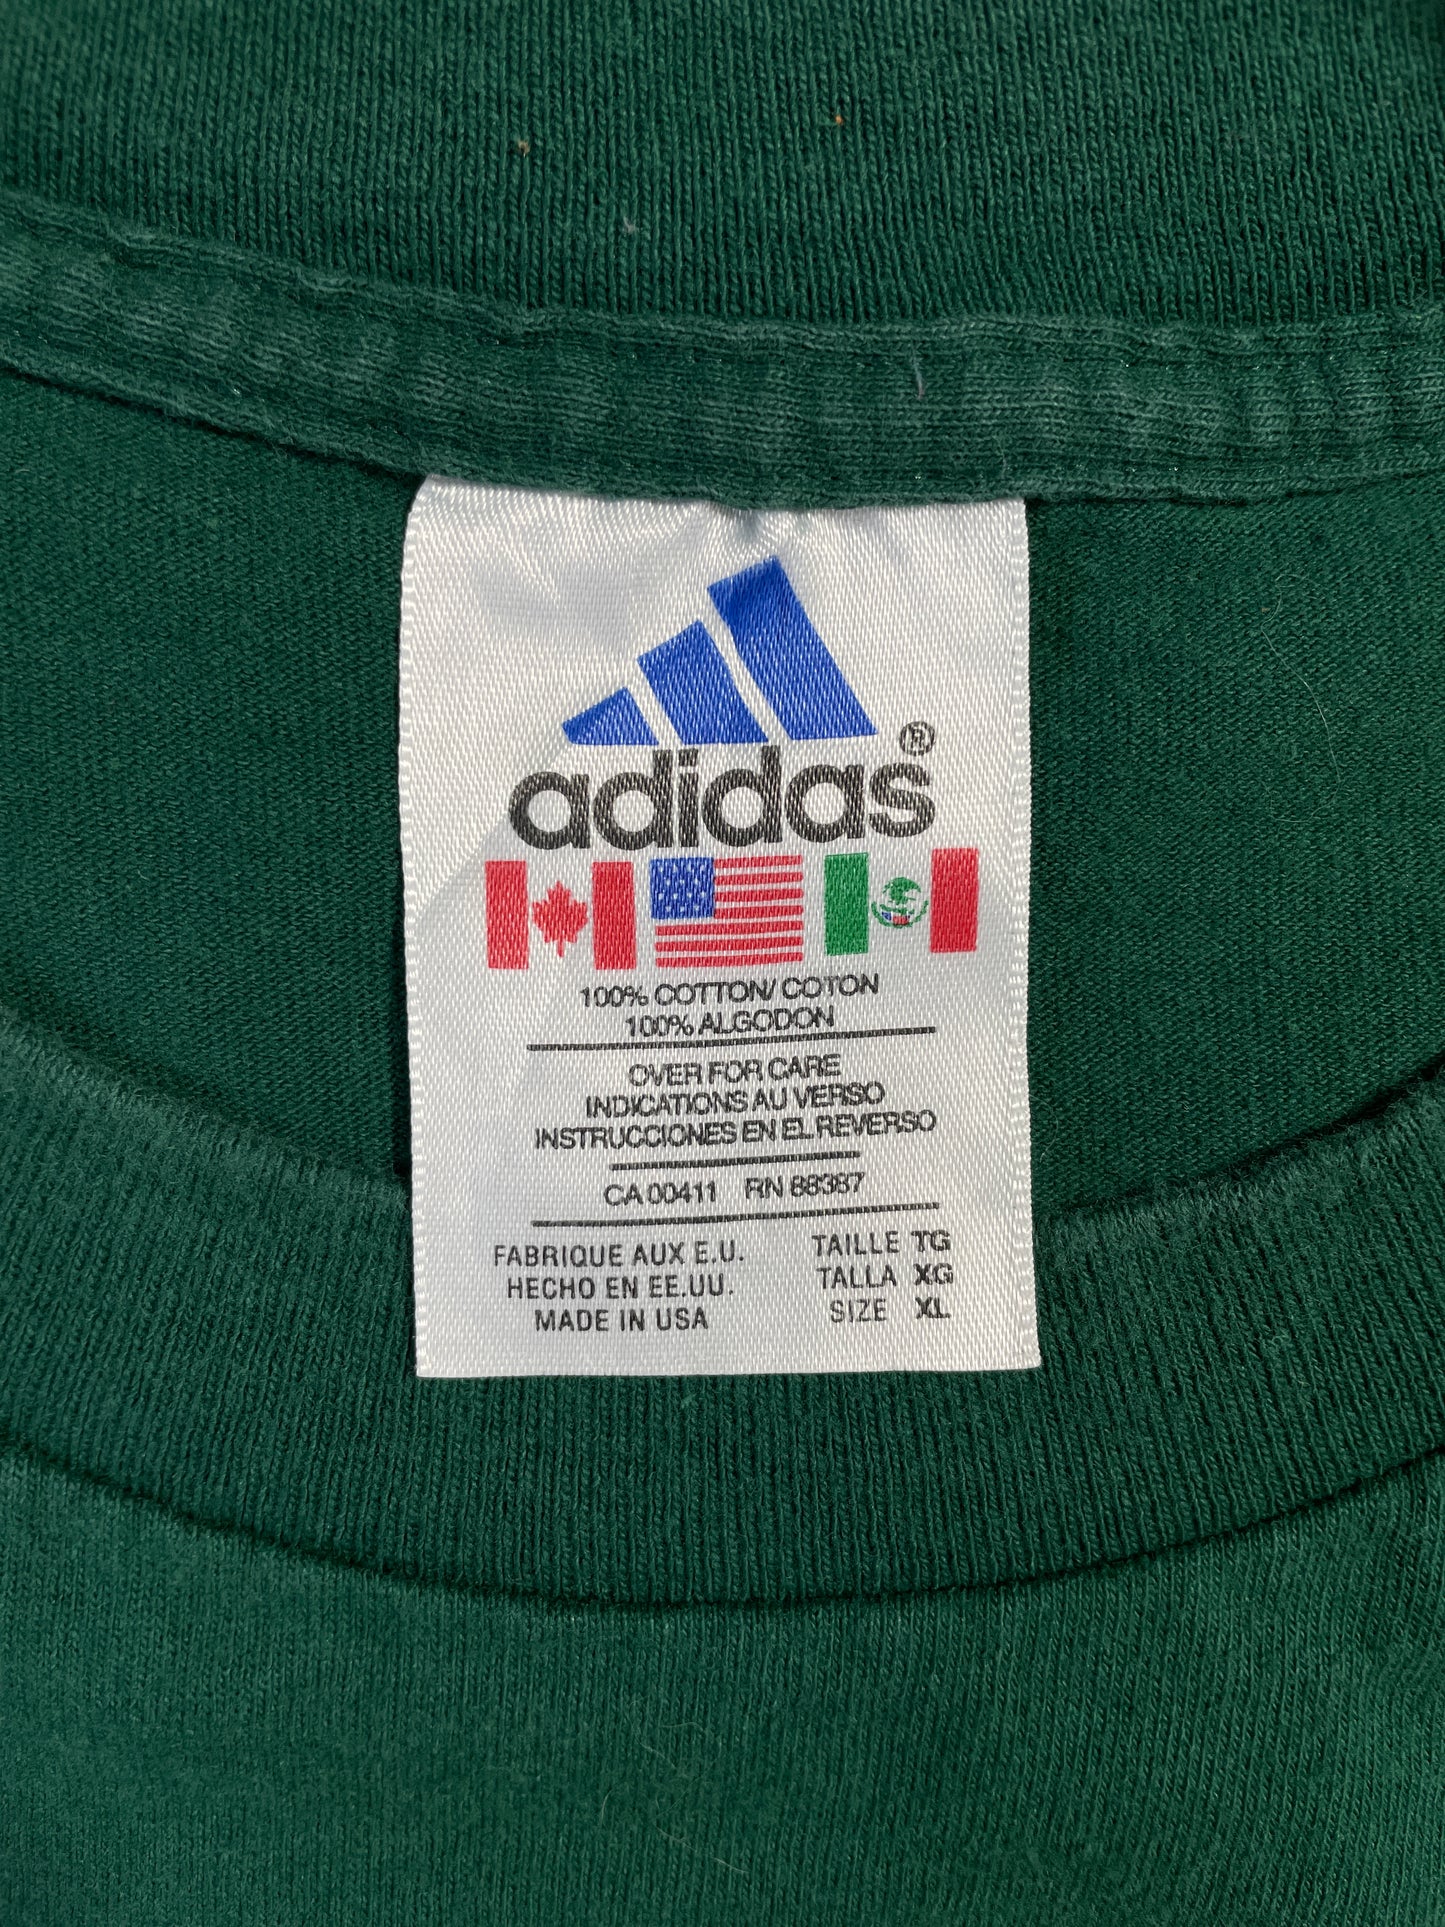 adidas®
100% COTTON/ COTON
100% ALGODON
OVER FOR CARE
INDICATIONS AU VERSO
INSTRUCCIONES EN EL REVERSO
CA 00411 RN 88387
FABRIQUE AUX E.U. TAILLE TG
HECHO EN EE.UU. TALLA XG
MADE IN USA SIZE XL